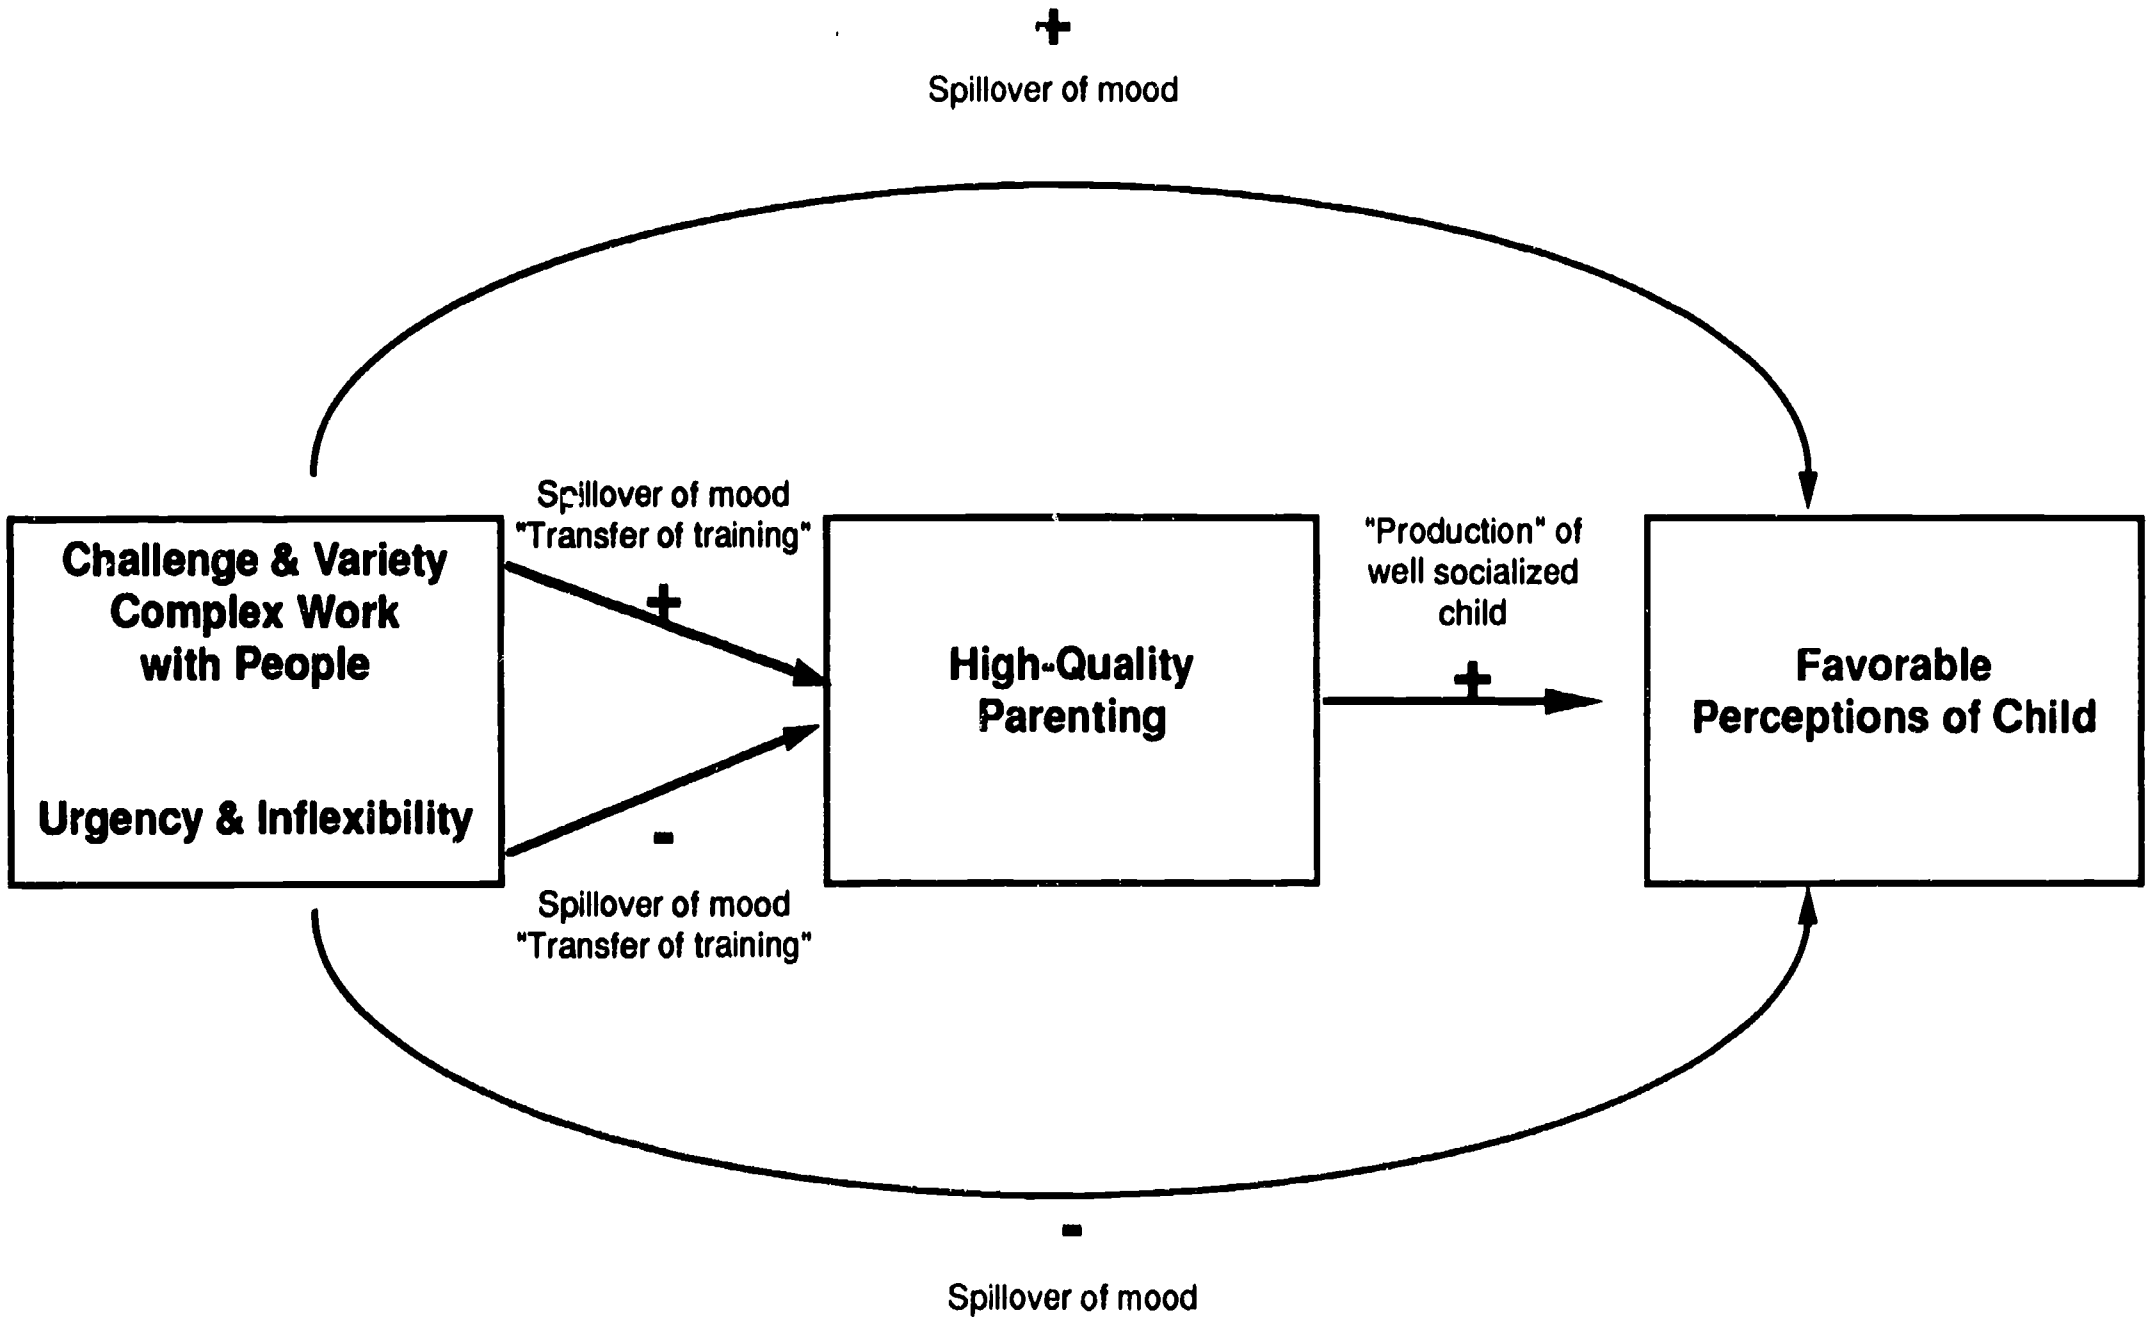 +
Spillover of mood
Spillover of mood
"Transfer of training"
+
Challenge & Variety
Complex Work
with People
Urgency & Inflexibility
-
Spillover of mood
"Transfer of training"
High-Quality
Parenting
"Production" of
well socialized
child
+
Favorable
Perceptions of Child
-
Spillover of mood